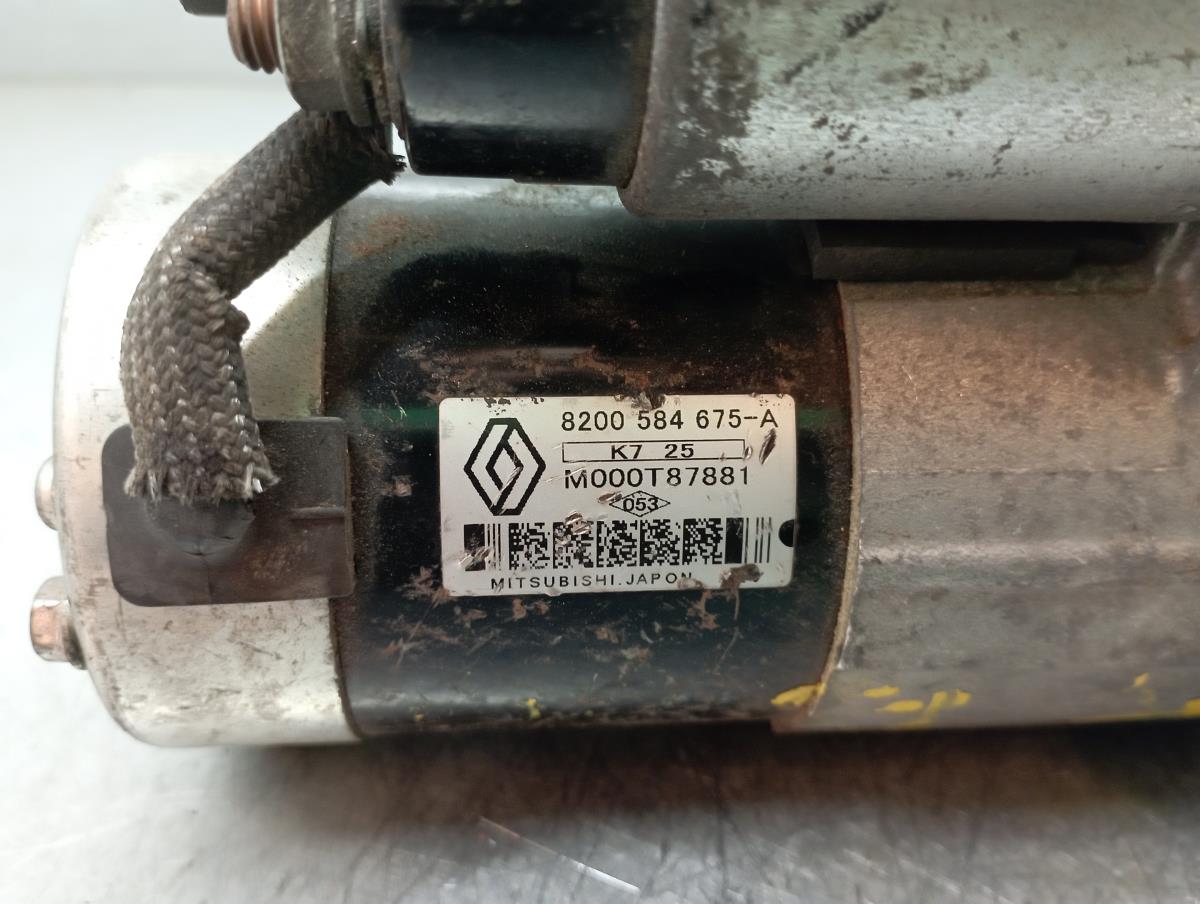 8200 584 675-A
K7 25
M000T87881
053
MITSUBISHI.JAPON